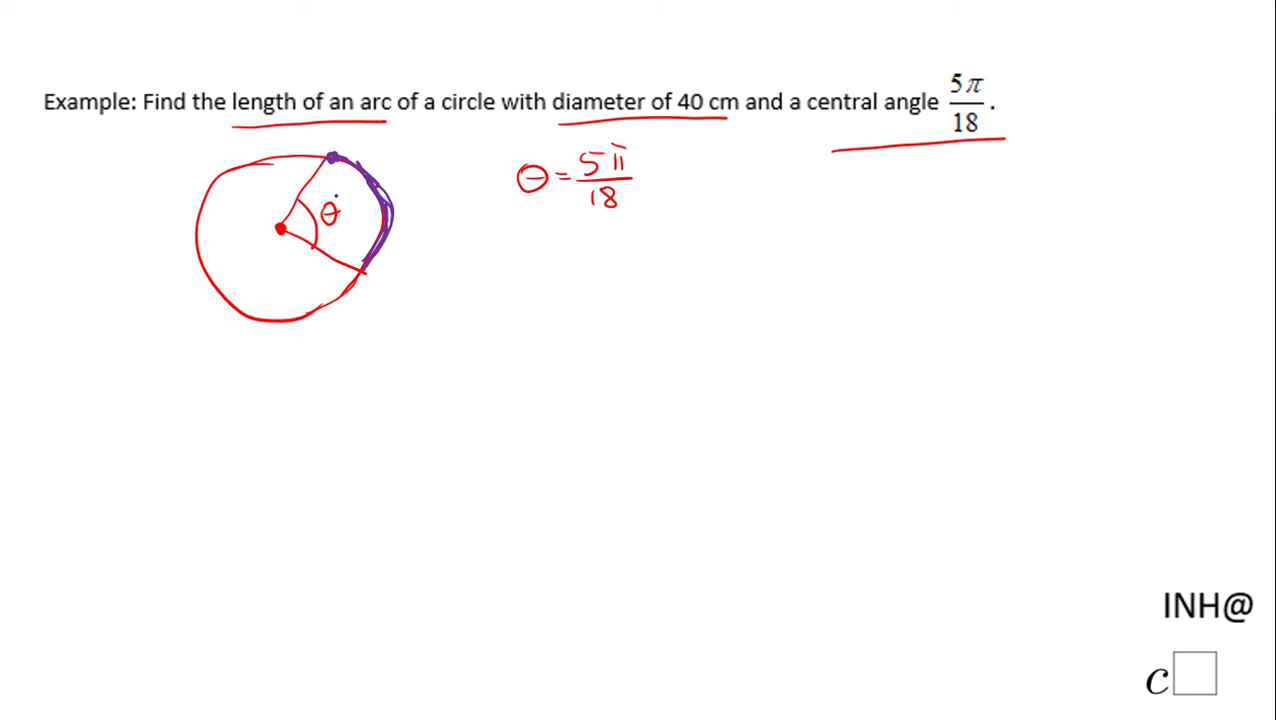 Example: Find the length of an arc of a circle with diameter of 40 cm and a central angle 5π/18.
θ = 5π/18
θ
INH@
c